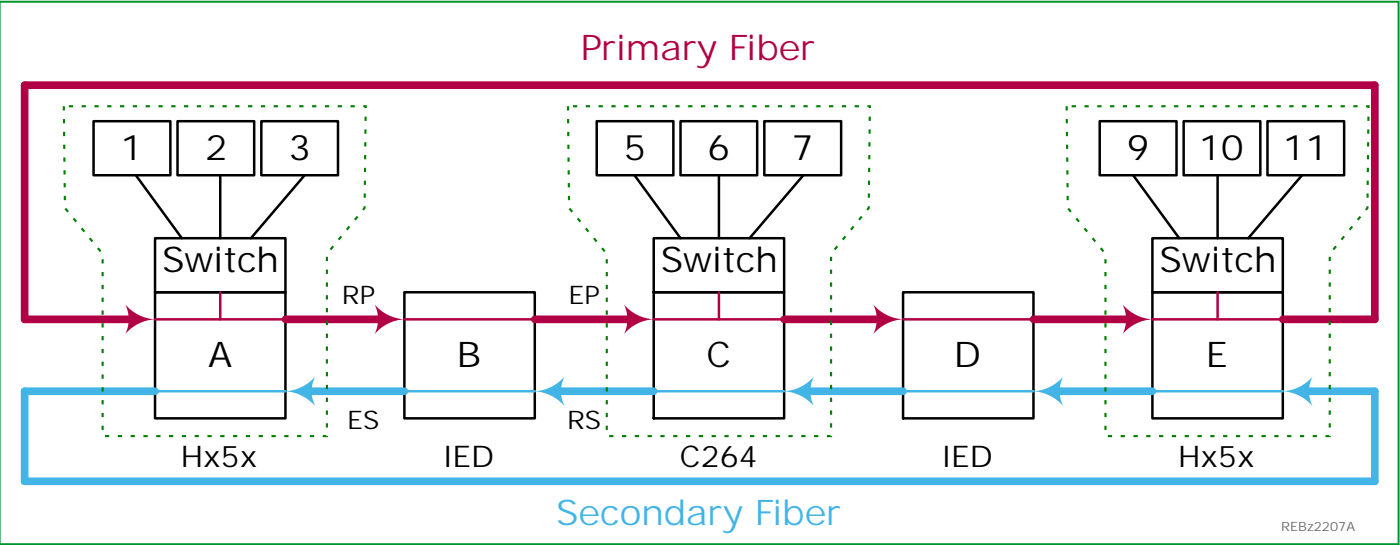 Primary Fiber
1 2 3 5 6 7 9 10 11
Switch Switch Switch
RP EP
A B C D E
ES RS
Hx5x IED C264 IED Hx5x
Secondary Fiber
REBz2207A